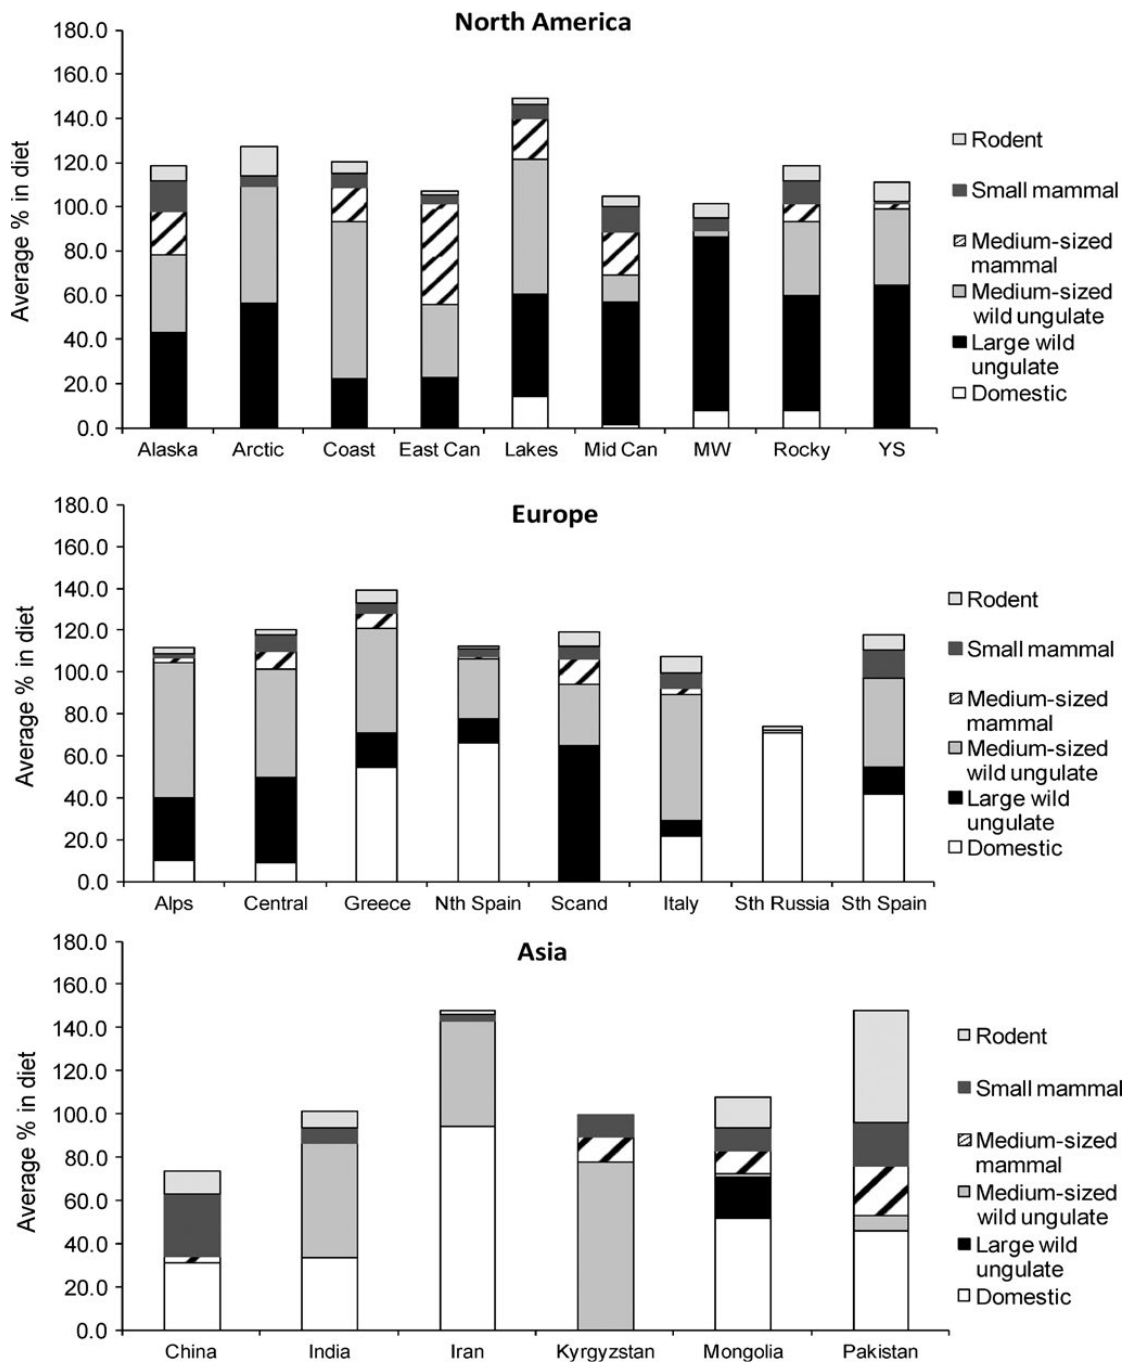 North America
Average % in diet
180.0
160.0
140.0
120.0
100.0
80.0
60.0
40.0
20.0
0.0
Alaska Arctic Coast East Can Lakes Mid Can MW Rocky YS
Rodent
Small mammal
Medium-sized
mammal
Medium-sized
wild ungulate
Large wild
ungulate
Domestic
Europe
Average % in diet
180.0
160.0
140.0
120.0
100.0
80.0
60.0
40.0
20.0
0.0
Alps Central Greece Nth Spain Scand Italy Sth Russia Sth Spain
Rodent
Small mammal
Medium-sized
mammal
Medium-sized
wild ungulate
Large wild
ungulate
Domestic
Asia
Average % in diet
180.0
160.0
140.0
120.0
100.0
80.0
60.0
40.0
20.0
0.0
China India Iran Kyrgyzstan Mongolia Pakistan
Rodent
Small mammal
Medium-sized
mammal
Medium-sized
wild ungulate
Large wild
ungulate
Domestic